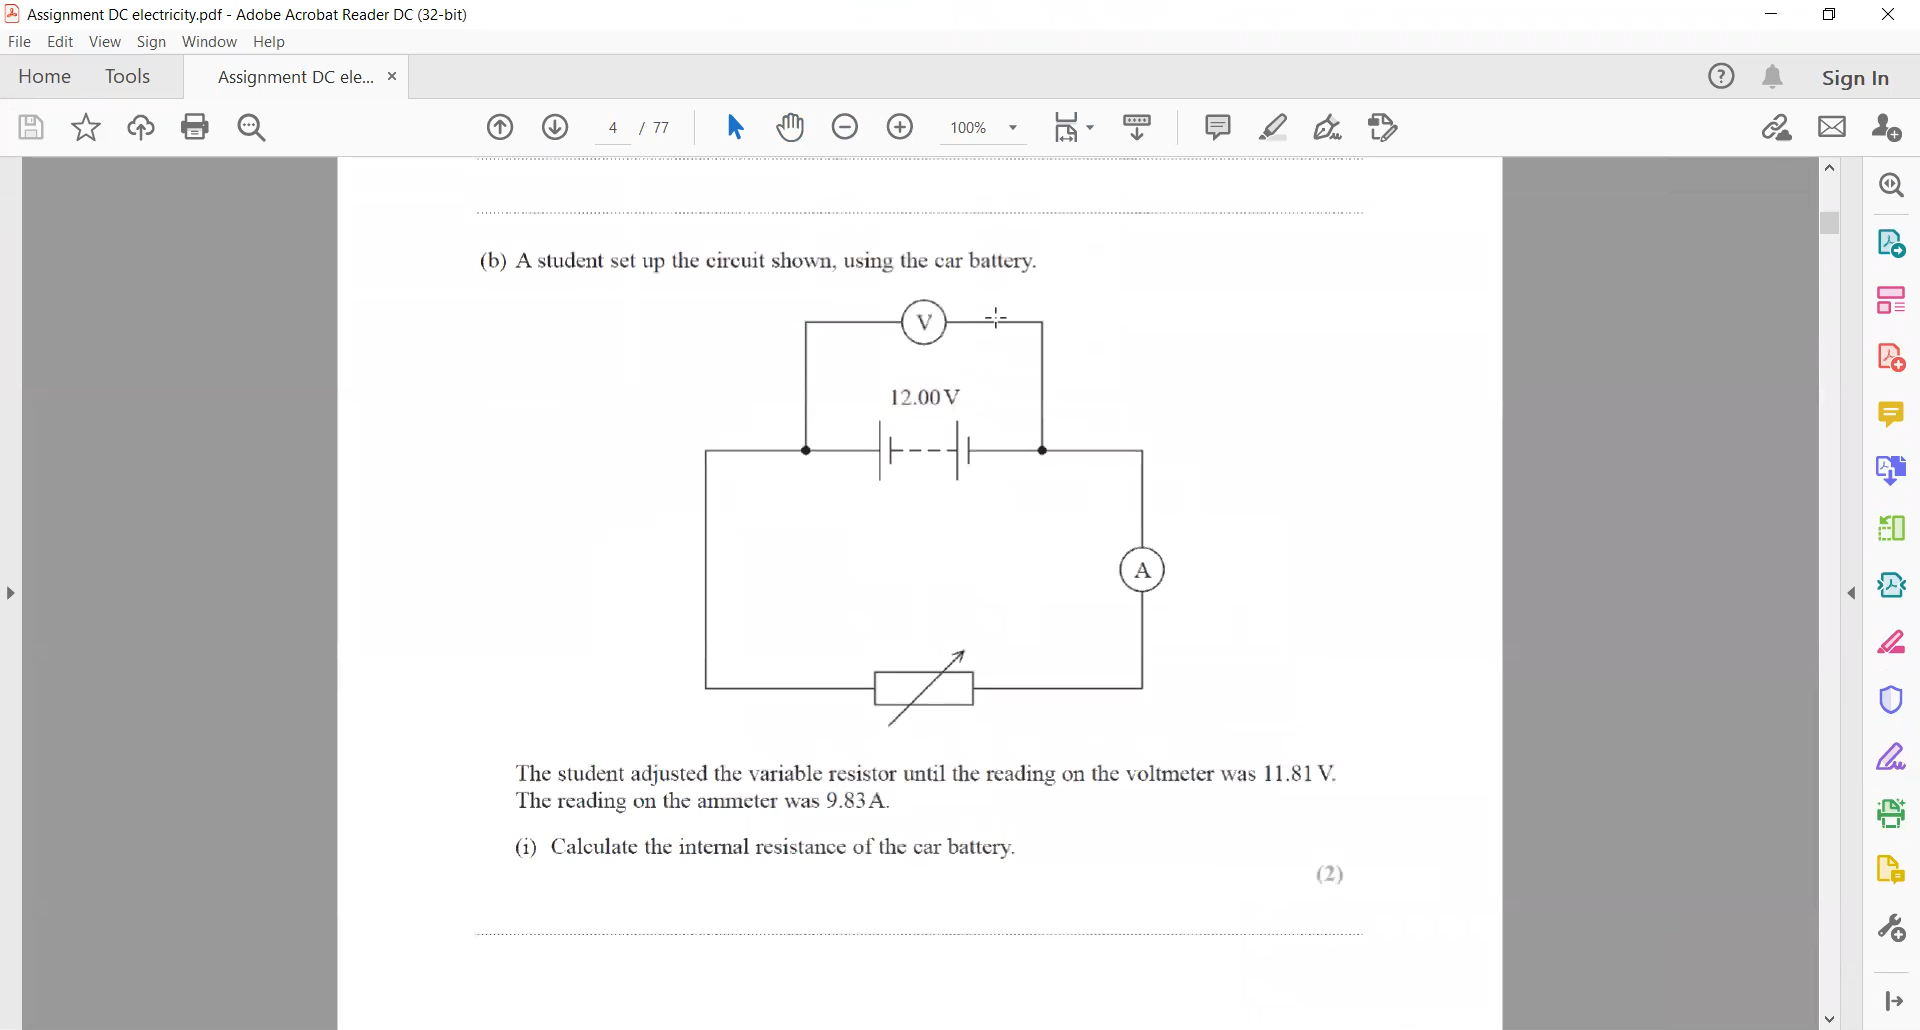 Assignment DC electricity.pdf - Adobe Acrobat Reader DC (32-bit)
File Edit View Sign Window Help
Home Tools Assignment DC ele... × Sign In
4 / 77 100%
(b) A student set up the circuit shown, using the car battery.
V
12.00 V
A
The student adjusted the variable resistor until the reading on the voltmeter was 11.81 V.
The reading on the ammeter was 9.83 A.
(i) Calculate the internal resistance of the car battery.
(2)